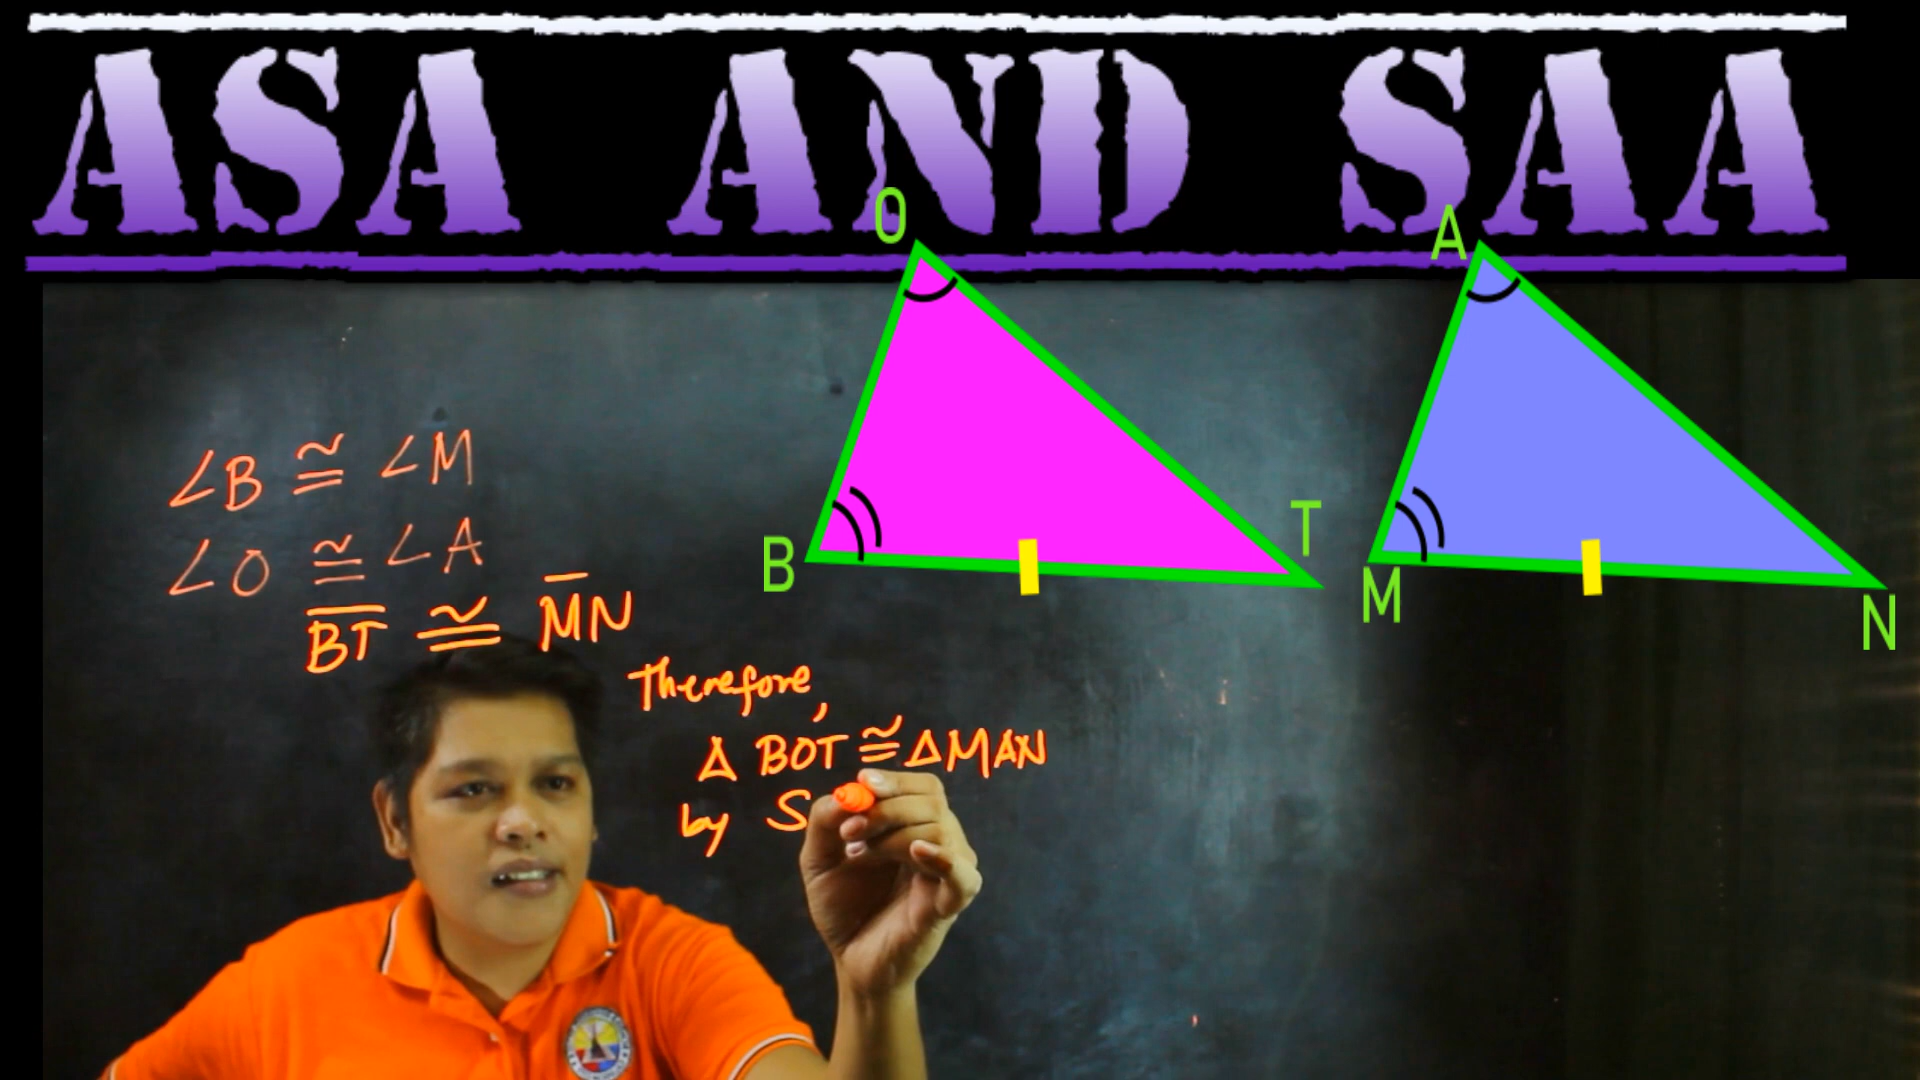 ASA AND SAA
O
A
B
T
M
N
∠B ≅ ∠M
∠O ≅ ∠A
BT ≅ MN
Therefore,
Δ BOT ≅ Δ MAN
by S